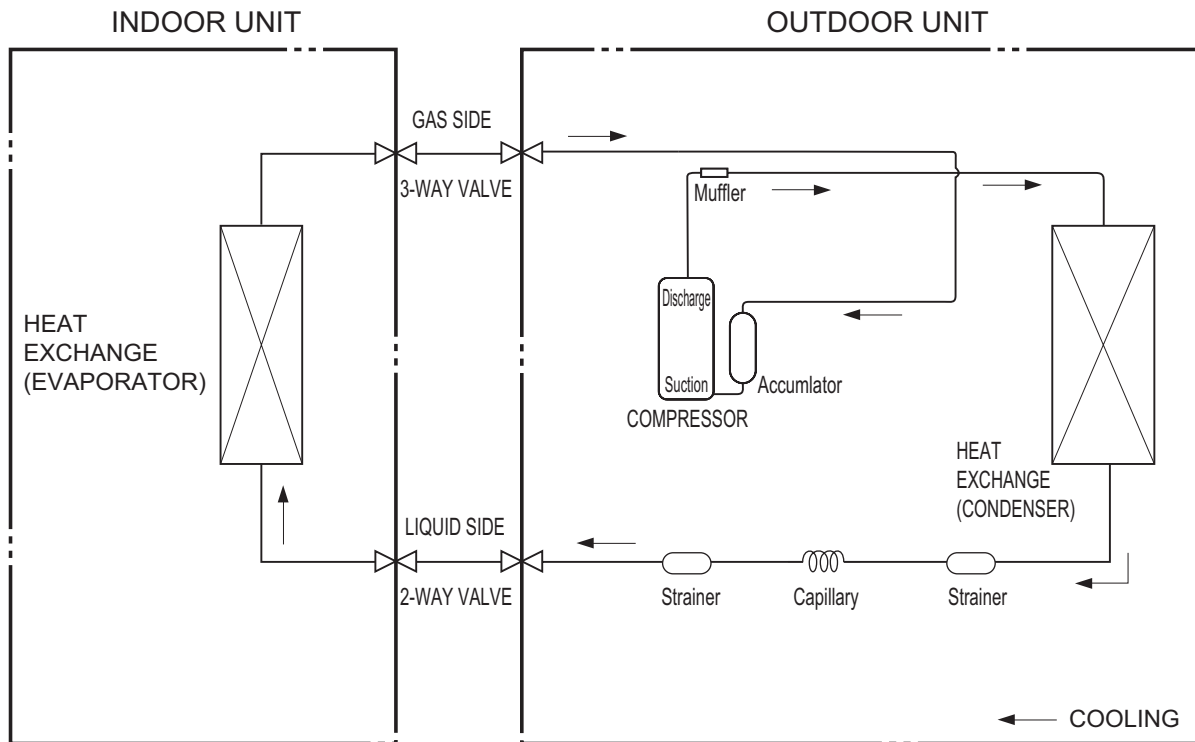 INDOOR UNIT
OUTDOOR UNIT
GAS SIDE
3-WAY VALVE
Muffler
HEAT
EXCHANGE
(EVAPORATOR)
Discharge
Suction
Accumlator
COMPRESSOR
HEAT
EXCHANGE
(CONDENSER)
LIQUID SIDE
2-WAY VALVE
Strainer
Capillary
Strainer
COOLING